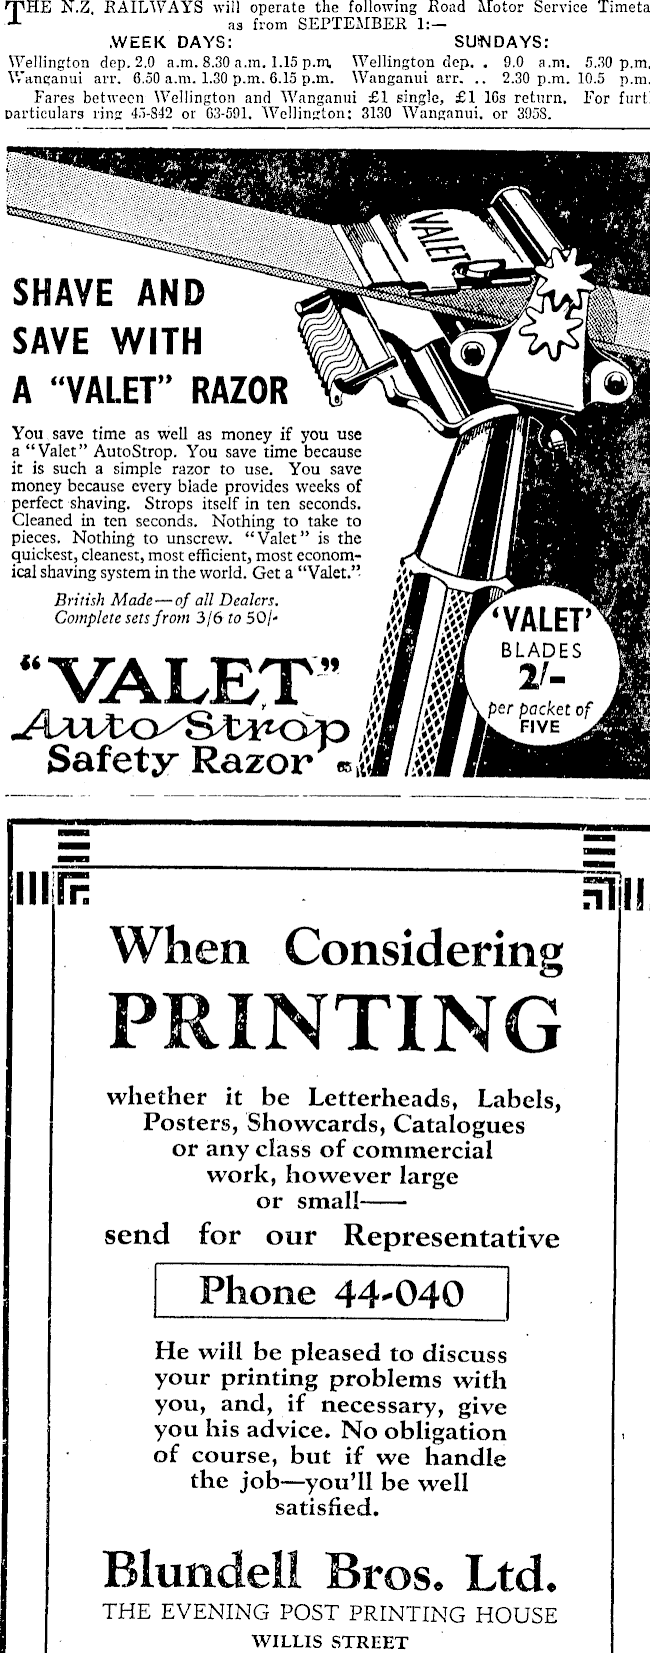 THE N.Z. RAILWAYS will operate the following Road Motor Service Timeta
as from SEPTEMBER 1:—
WEEK DAYS: SUNDAYS:
Wellington dep. 2.0 a.m. 8.30 a.m. 1.15 p.m. Wellington dep. . 9.0 a.m. 5.30 p.m.
Wanganui arr. 6.50 a.m. 1.30 p.m. 6.15 p.m. Wanganui arr. .. 2.30 p.m. 10.5 p.m.
Fares between Wellington and Wanganui £1 single, £1 16s return. For furt
particulars ring 45-842 or 63-591, Wellington; 3130 Wanganui, or 3958.
VALET
SHAVE AND
SAVE WITH
A "VALET" RAZOR
You save time as well as money if you use
a "Valet" AutoStrop. You save time because
it is such a simple razor to use. You save
money because every blade provides weeks of
perfect shaving. Strops itself in ten seconds.
Cleaned in ten seconds. Nothing to take to
pieces. Nothing to unscrew. "Valet" is the
quickest, cleanest, most efficient, most econom-
ical shaving system in the world. Get a "Valet."
British Made—of all Dealers.
Complete sets from 3/6 to 50/-
'VALET'
BLADES
2/-
per packet of
FIVE
"VALET"
AutoStrop
Safety Razor
When Considering
PRINTING
whether it be Letterheads, Labels,
Posters, Showcards, Catalogues
or any class of commercial
work, however large
or small—
send for our Representative
Phone 44-040
He will be pleased to discuss
your printing problems with
you, and, if necessary, give
you his advice. No obligation
of course, but if we handle
the job—you'll be well
satisfied.
Blundell Bros. Ltd.
THE EVENING POST PRINTING HOUSE
WILLIS STREET